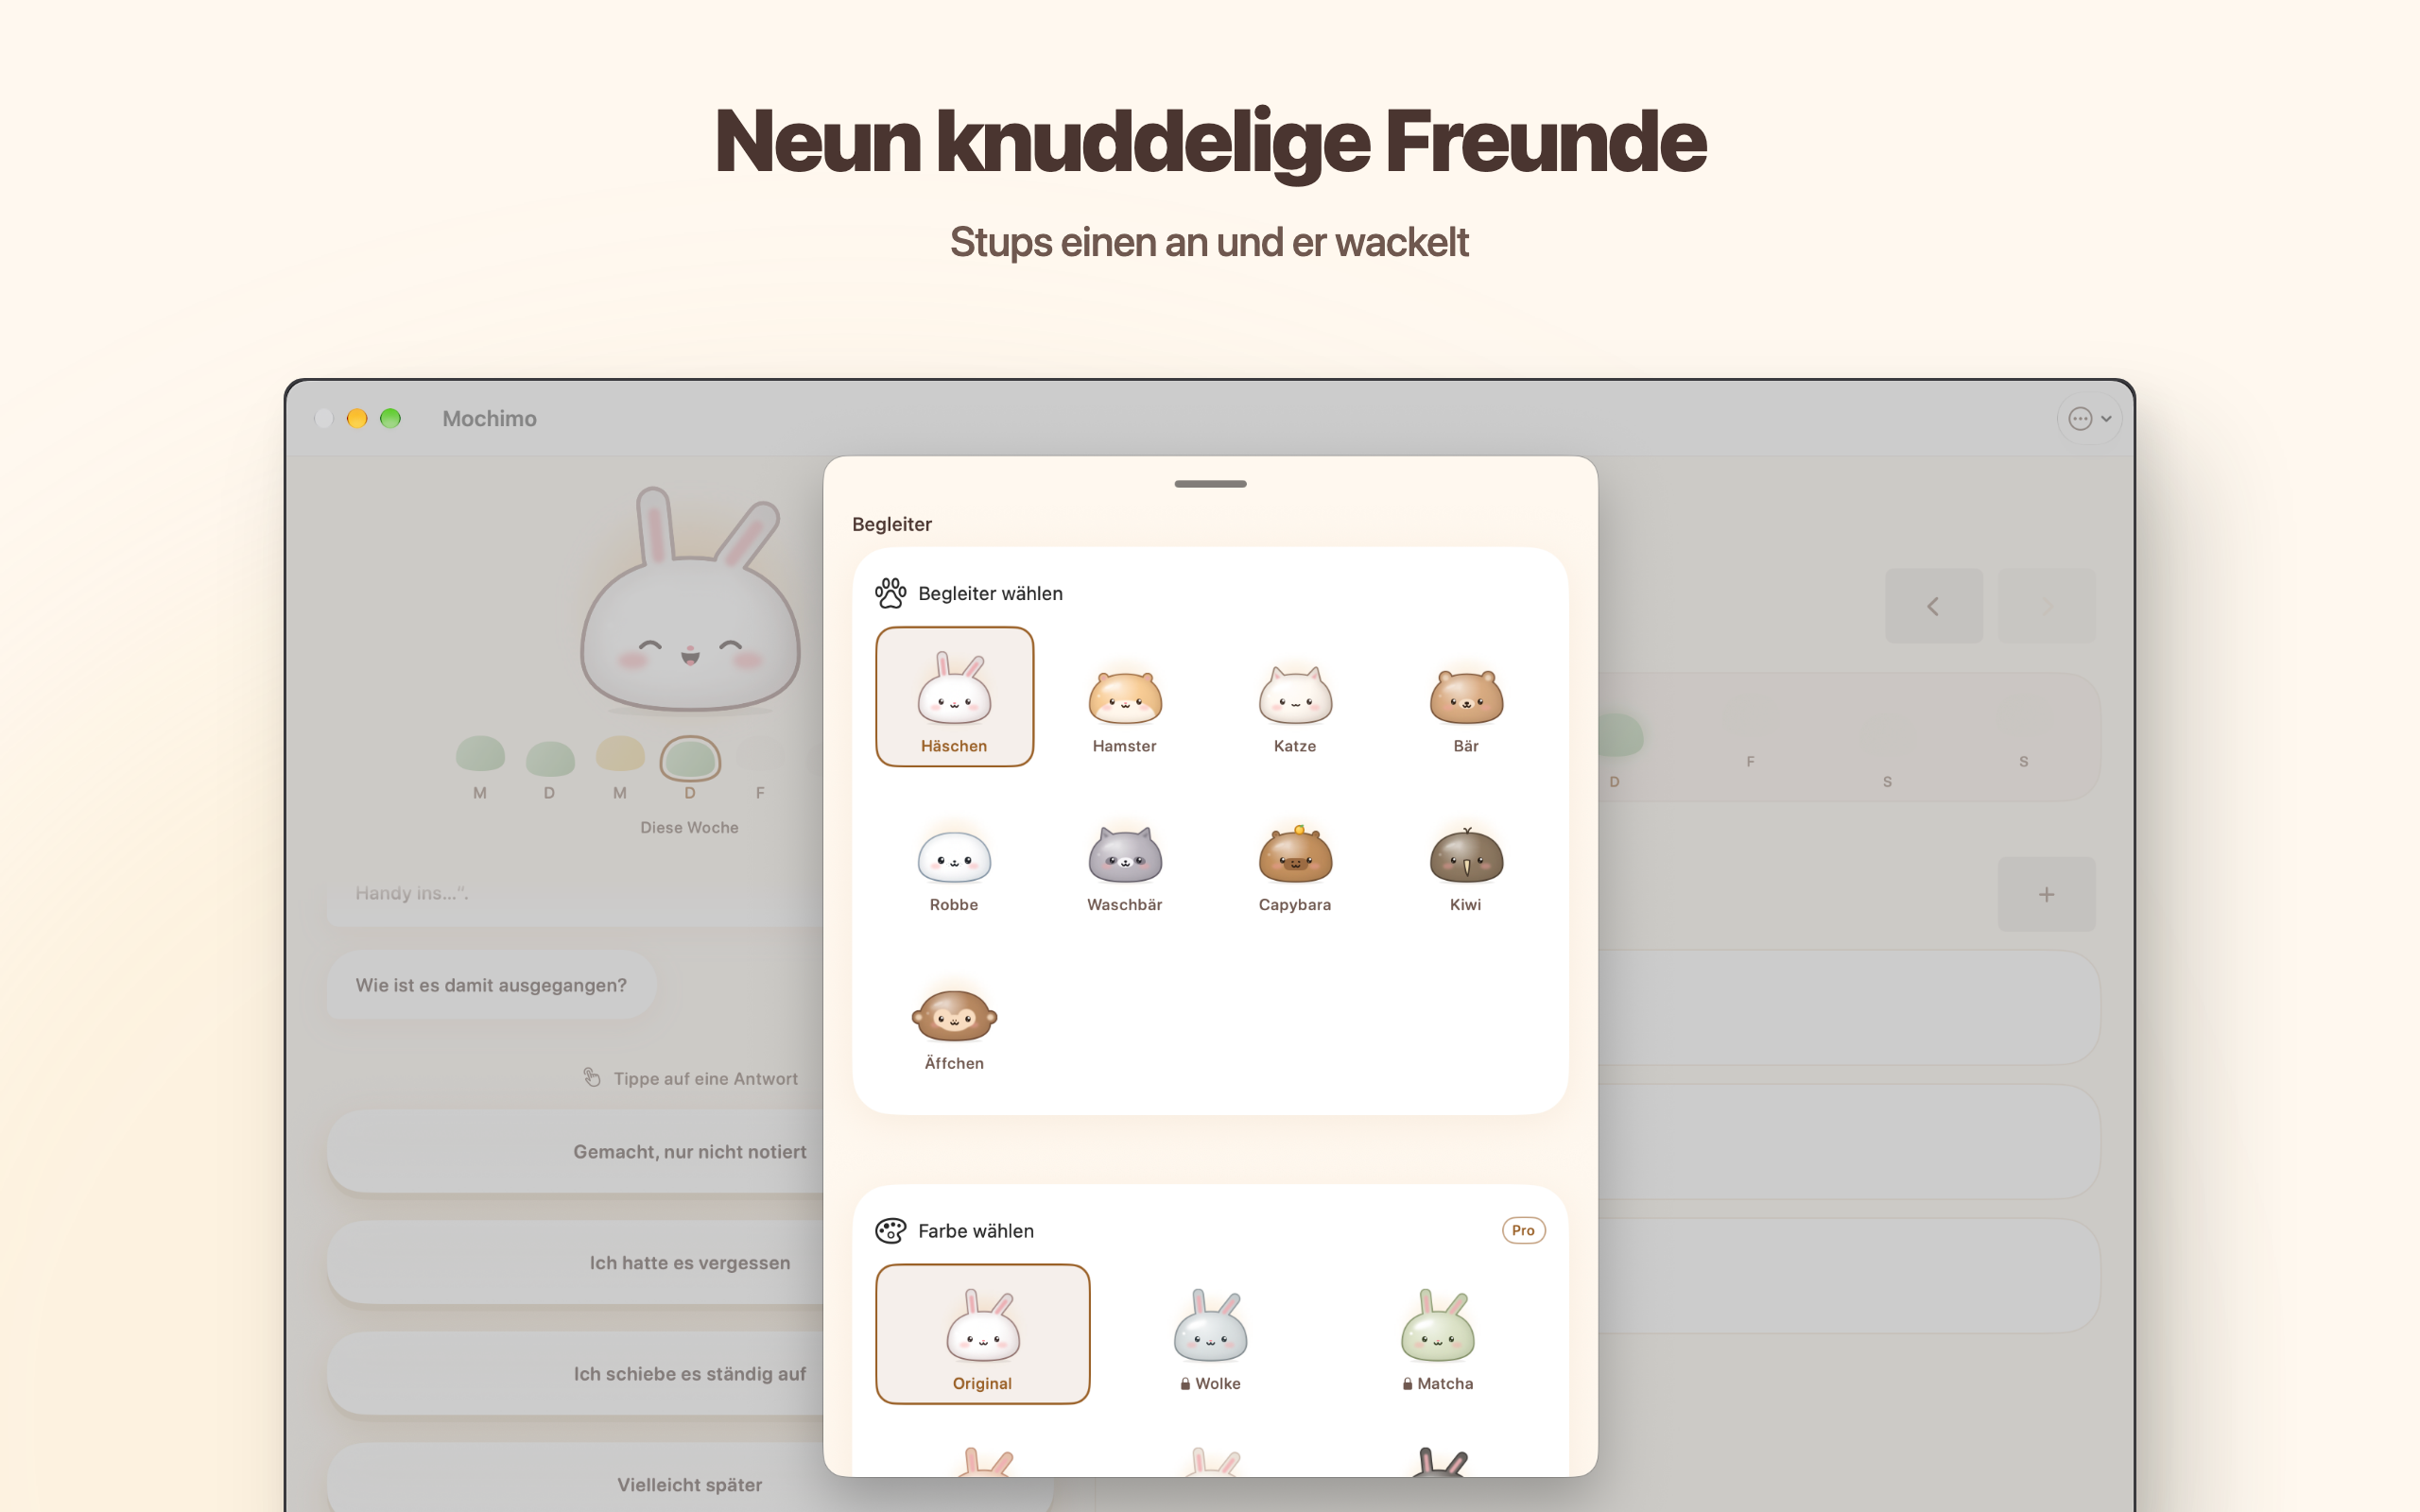 Neun knuddelige Freunde
Stups einen an und er wackelt
Mochimo
M D M D F
Diese Woche
Handy ins...“.
Wie ist es damit ausgegangen?
Tippe auf eine Antwort
Gemacht, nur nicht notiert
Ich hatte es vergessen
Ich schiebe es ständig auf
Vielleicht später
Begleiter
Begleiter wählen
Häschen Hamster Katze Bär
Robbe Waschbär Capybara Kiwi
Äffchen
Farbe wählen Pro
Original Wolke Matcha
D F S S